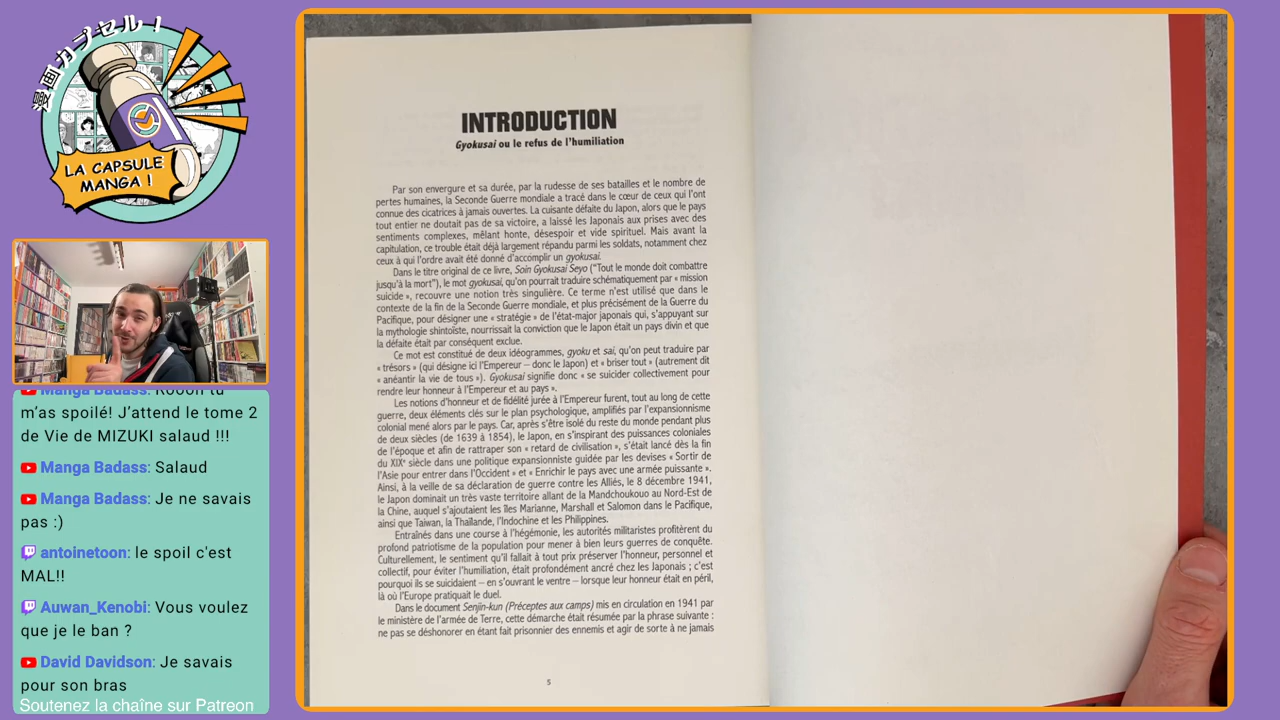 漫画カプセル！
LA CAPSULE
MANGA !
Manga Badass: Rooon tu
m'as spoilé! J'attend le tome 2
de Vie de MIZUKI salaud !!!
Manga Badass: Salaud
Manga Badass: Je ne savais
pas :)
antoinetoon: le spoil c'est
MAL!!
Auwan_Kenobi: Vous voulez
que je le ban ?
David Davidson: Je savais
pour son bras
Soutenez la chaîne sur Patreon
INTRODUCTION
Gyokusai ou le refus de l'humiliation
Par son envergure et sa durée, par la rudesse de ses batailles et le nombre de
pertes humaines, la Seconde Guerre mondiale a tracé dans le cœur de ceux qui l'ont
connue des cicatrices à jamais ouvertes. La cuisante défaite du Japon, alors que le pays
tout entier ne doutait pas de sa victoire, a laissé les Japonais aux prises avec des
sentiments complexes, mêlant honte, désespoir et vide spirituel. Mais avant la
capitulation, ce trouble était déjà largement répandu parmi les soldats, notamment chez
ceux à qui l'ordre avait été donné d'accomplir un gyokusai.
Dans le titre original de ce livre, Soin Gyokusai Seyo ("Tout le monde doit combattre
jusqu'à la mort"), le mot gyokusai, qu'on pourrait traduire schématiquement par « mission
suicide », recouvre une notion très singulière. Ce terme n'est utilisé que dans le
contexte de la fin de la Seconde Guerre mondiale, et plus précisément de la Guerre du
Pacifique, pour désigner une « stratégie » de l'état-major japonais qui, s'appuyant sur
la mythologie shintoïste, nourrissait la conviction que le Japon était un pays divin et que
la défaite était par conséquent exclue.
Ce mot est constitué de deux idéogrammes, gyoku et sai, qu'on peut traduire par
« trésors » (qui désigne ici l'Empereur – donc le Japon) et « briser tout » (autrement dit
« anéantir la vie de tous »). Gyokusai signifie donc « se suicider collectivement pour
rendre leur honneur à l'Empereur et au pays ».
Les notions d'honneur et de fidélité jurée à l'Empereur furent, tout au long de cette
guerre, deux éléments clés sur le plan psychologique, amplifiés par l'expansionnisme
colonial mené alors par le pays. Car, après s'être isolé du reste du monde pendant plus
de deux siècles (de 1639 à 1854), le Japon, en s'inspirant des puissances coloniales
de l'époque et afin de rattraper son « retard de civilisation », s'était lancé dès la fin
du XIXe siècle dans une politique expansionniste guidée par les devises « Sortir de
l'Asie pour entrer dans l'Occident » et « Enrichir le pays avec une armée puissante ».
Ainsi, à la veille de sa déclaration de guerre contre les Alliés, le 8 décembre 1941,
le Japon dominait un très vaste territoire allant de la Mandchoukouo au Nord-Est de
la Chine, auquel s'ajoutaient les îles Marianne, Marshall et Salomon dans le Pacifique,
ainsi que Taïwan, la Thaïlande, l'Indochine et les Philippines.
Entraînés dans une course à l'hégémonie, les autorités militaristes profitèrent du
profond patriotisme de la population pour mener à bien leurs guerres de conquête.
Culturellement, le sentiment qu'il fallait à tout prix préserver l'honneur, personnel et
collectif, pour éviter l'humiliation, était profondément ancré chez les Japonais ; c'est
pourquoi ils se suicidaient – en s'ouvrant le ventre – lorsque leur honneur était en péril,
là où l'Europe pratiquait le duel.
Dans le document Senjin-kun (Préceptes aux camps) mis en circulation en 1941 par
le ministère de l'armée de Terre, cette démarche était résumée par la phrase suivante :
ne pas se déshonorer en étant fait prisonnier des ennemis et agir de sorte à ne jamais
5